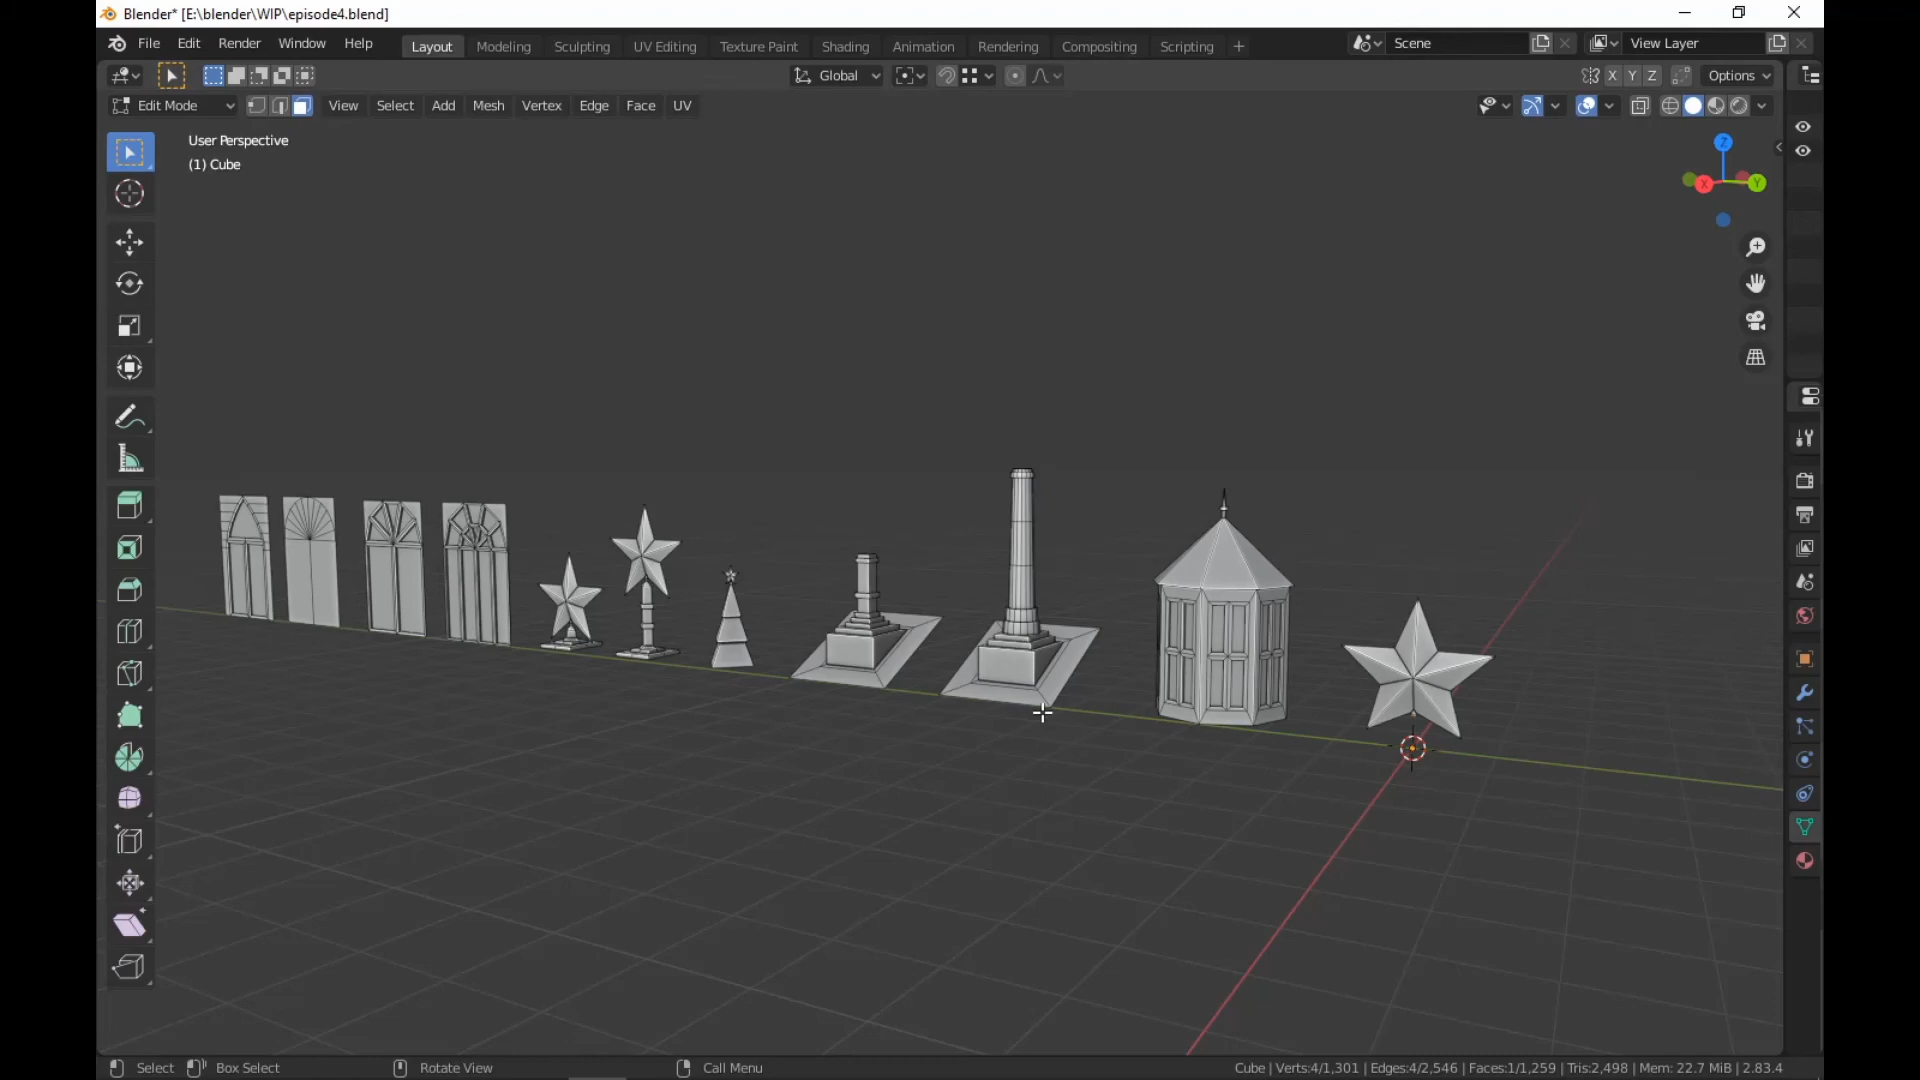 Blender* [E:\blender\WIP\episode4.blend]
File Edit Render Window Help Layout Modeling Sculpting UV Editing Texture Paint Shading Animation Rendering Compositing Scripting + Scene View Layer
Global X Y Z Options
Edit Mode View Select Add Mesh Vertex Edge Face UV
User Perspective
(1) Cube
Z
X Y
Select Box Select Rotate View Call Menu Cube | Verts:4/1,301 | Edges:4/2,546 | Faces:1/1,259 | Tris:2,498 | Mem: 22.7 MiB | 2.83.4